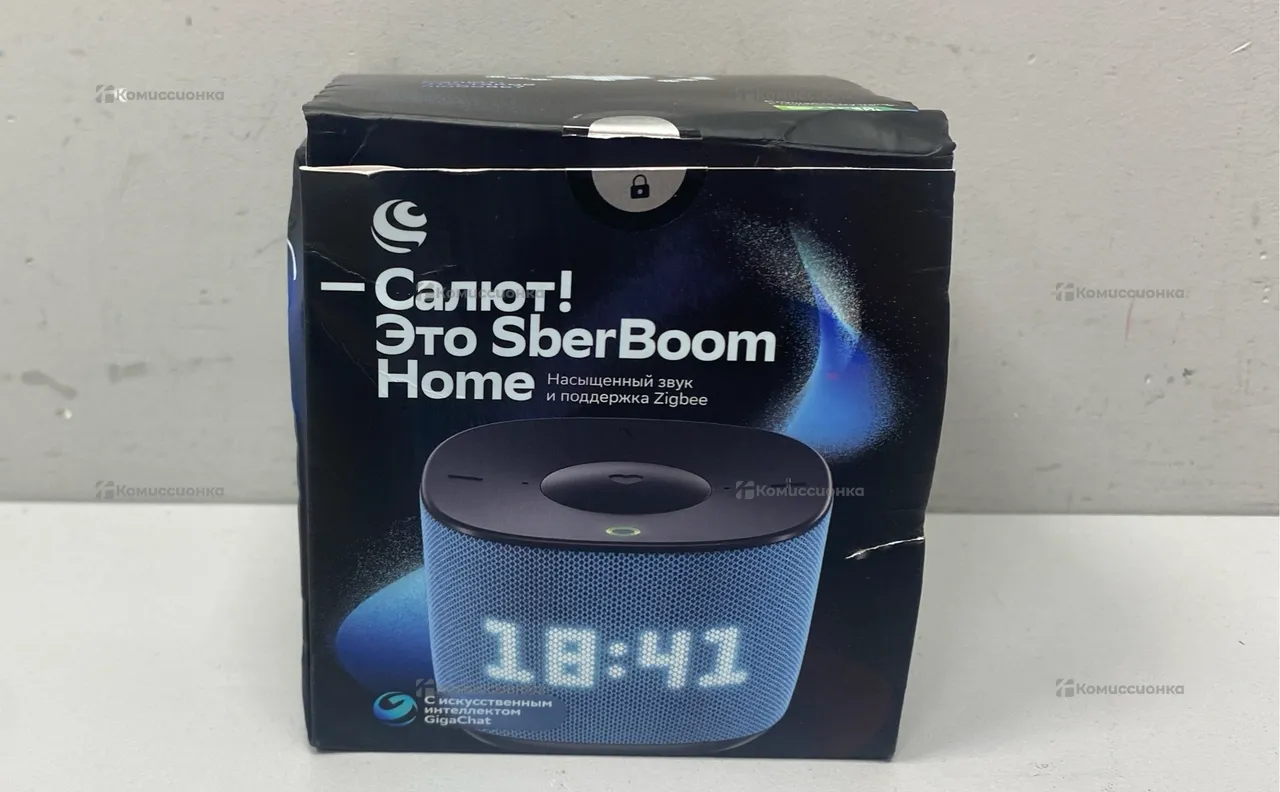 — Салют!
Это SberBoom
Home
Насыщенный звук
и поддержка Zigbee
18:41
С искусственным
интеллектом
GigaChat
Комиссионка
Комиссионка
Комиссионка
Комиссионка
Комиссионка